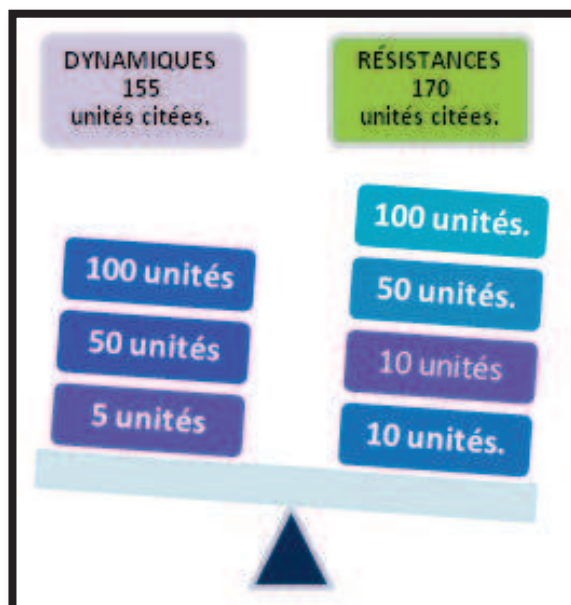 DYNAMIQUES
155
unités citées.
RÉSISTANCES
170
unités citées.
100 unités
50 unités
5 unités
100 unités.
50 unités.
10 unités
10 unités.